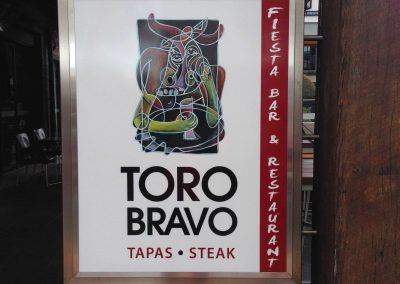 TORO
BRAVO
TAPAS • STEAK
FIESTA BAR & RESTAURANT